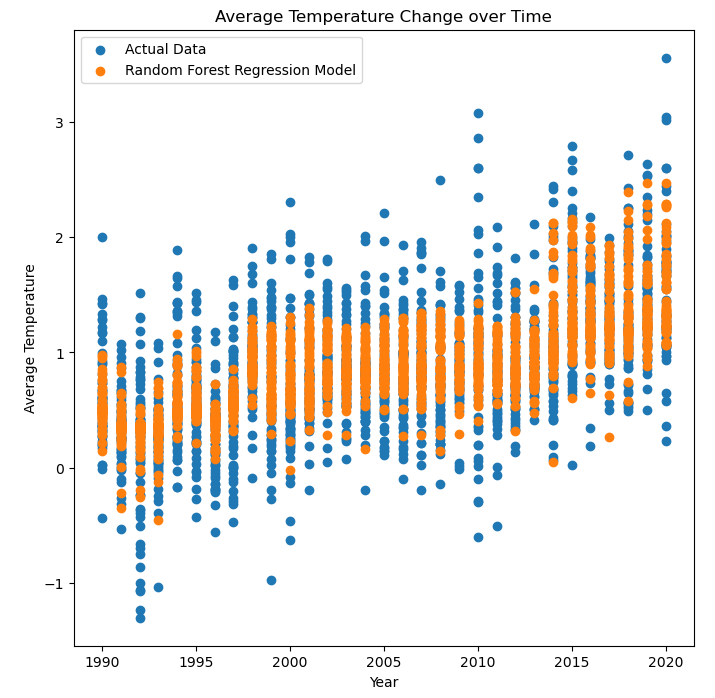 Average Temperature Change over Time
Actual Data
Random Forest Regression Model
Average Temperature
3
2
1
0
−1
1990 1995 2000 2005 2010 2015 2020
Year